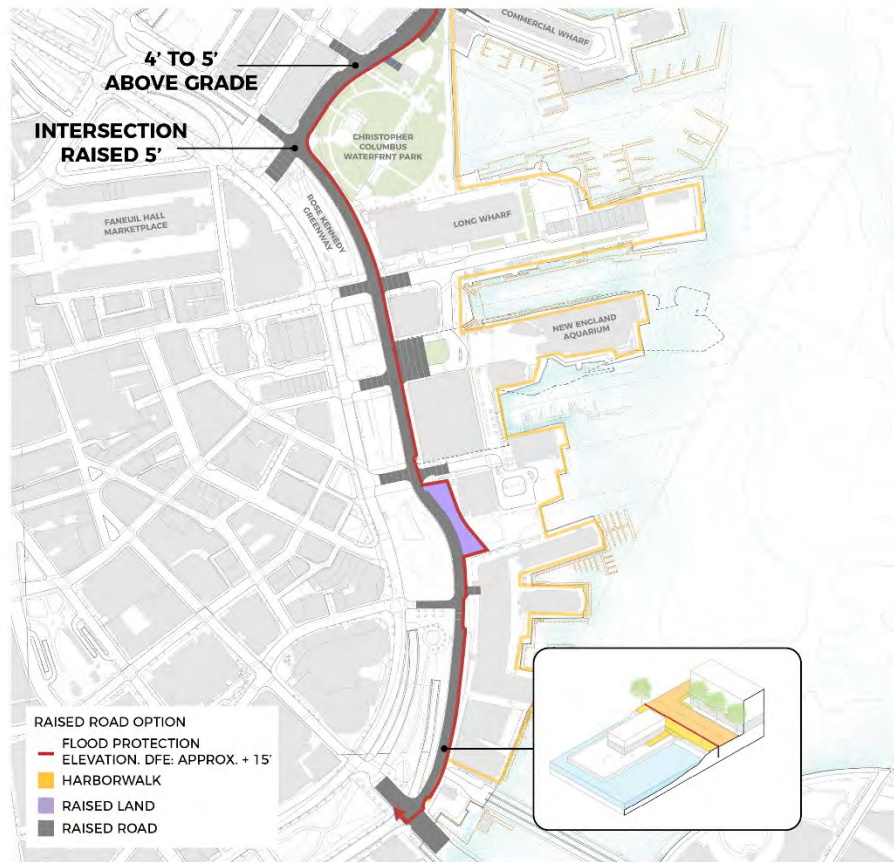 COMMERCIAL WHARF
4’ TO 5’
ABOVE GRADE
INTERSECTION
RAISED 5’
CHRISTOPHER
COLUMBUS
WATERFRNT PARK
FANEUIL HALL
MARKETPLACE
ROSE KENNEDY
GREENWAY
LONG WHARF
NEW ENGLAND
AQUARIUM
RAISED ROAD OPTION
FLOOD PROTECTION
ELEVATION. DFE: APPROX. + 15’
HARBORWALK
RAISED LAND
RAISED ROAD